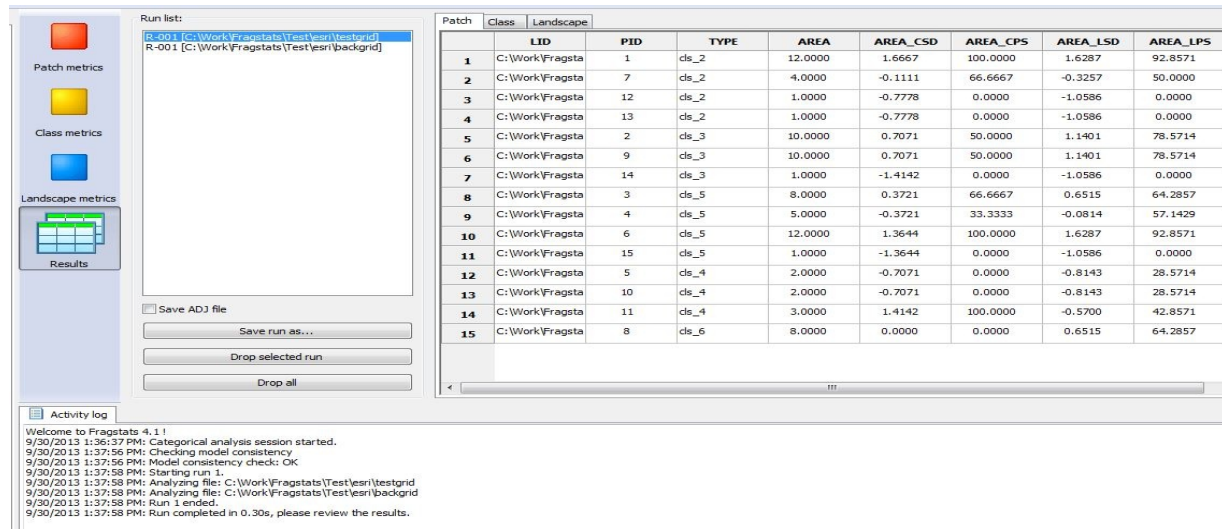 Patch metrics
Class metrics
Landscape metrics
Results
Run list:
R-001 [C:\Work\Fragstats\Test\esri\testgrid]
R-001 [C:\Work\Fragstats\Test\esri\backgrid]
Save ADJ file
Save run as...
Drop selected run
Drop all
Patch Class Landscape
LID PID TYPE AREA AREA_CSD AREA_CPS AREA_LSD AREA_LPS
1 C:\Work\Fragsta 1 cls_2 12.0000 1.6667 100.0000 1.6287 92.8571
2 C:\Work\Fragsta 7 cls_2 4.0000 -0.1111 66.6667 -0.3257 50.0000
3 C:\Work\Fragsta 12 cls_2 1.0000 -0.7778 0.0000 -1.0586 0.0000
4 C:\Work\Fragsta 13 cls_2 1.0000 -0.7778 0.0000 -1.0586 0.0000
5 C:\Work\Fragsta 2 cls_3 10.0000 0.7071 50.0000 1.1401 78.5714
6 C:\Work\Fragsta 9 cls_3 10.0000 0.7071 50.0000 1.1401 78.5714
7 C:\Work\Fragsta 14 cls_3 1.0000 -1.4142 0.0000 -1.0586 0.0000
8 C:\Work\Fragsta 3 cls_5 8.0000 0.3721 66.6667 0.6515 64.2857
9 C:\Work\Fragsta 4 cls_5 5.0000 -0.3721 33.3333 -0.0814 57.1429
10 C:\Work\Fragsta 6 cls_5 12.0000 1.3644 100.0000 1.6287 92.8571
11 C:\Work\Fragsta 15 cls_5 1.0000 -1.3644 0.0000 -1.0586 0.0000
12 C:\Work\Fragsta 5 cls_4 2.0000 -0.7071 0.0000 -0.8143 28.5714
13 C:\Work\Fragsta 10 cls_4 2.0000 -0.7071 0.0000 -0.8143 28.5714
14 C:\Work\Fragsta 11 cls_4 3.0000 1.4142 100.0000 -0.5700 42.8571
15 C:\Work\Fragsta 8 cls_6 8.0000 0.0000 0.0000 0.6515 64.2857
Activity log
Welcome to Fragstats 4.1 !
9/30/2013 1:36:37 PM: Categorical analysis session started.
9/30/2013 1:37:56 PM: Checking model consistency
9/30/2013 1:37:56 PM: Model consistency check: OK
9/30/2013 1:37:58 PM: Starting run 1.
9/30/2013 1:37:58 PM: Analyzing file: C:\Work\Fragstats\Test\esri\testgrid
9/30/2013 1:37:58 PM: Analyzing file: C:\Work\Fragstats\Test\esri\backgrid
9/30/2013 1:37:58 PM: Run 1 ended.
9/30/2013 1:37:58 PM: Run completed in 0.30s, please review the results.